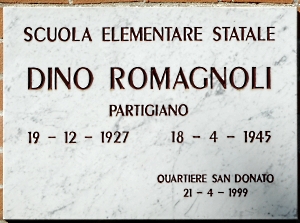 SCUOLA ELEMENTARE STATALE
DINO ROMAGNOLI
PARTIGIANO
19 - 12 - 1927 18 - 4 - 1945
QUARTIERE SAN DONATO
21 - 4 - 1999